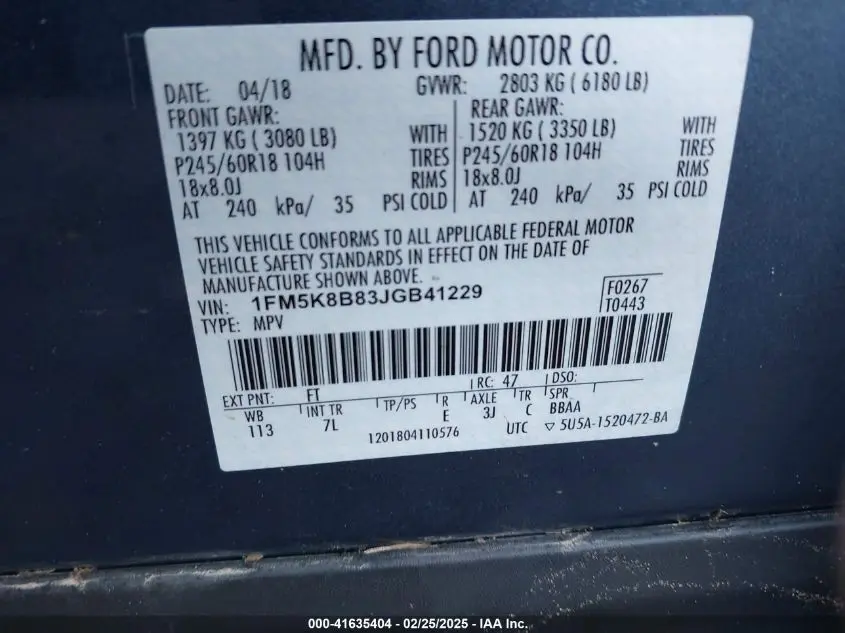 MFD. BY FORD MOTOR CO.
DATE: 04/18 GVWR: 2803 KG ( 6180 LB)
FRONT GAWR: REAR GAWR:
1397 KG ( 3080 LB) WITH 1520 KG ( 3350 LB) WITH
P245/60R18 104H TIRES P245/60R18 104H TIRES
18x8.0J RIMS 18x8.0J RIMS
AT 240 kPa/ 35 PSI COLD AT 240 kPa/ 35 PSI COLD
THIS VEHICLE CONFORMS TO ALL APPLICABLE FEDERAL MOTOR
VEHICLE SAFETY STANDARDS IN EFFECT ON THE DATE OF
MANUFACTURE SHOWN ABOVE.
VIN: 1FM5K8B83JGB41229 F0267
TYPE: MPV T0443
EXT PNT: FT RC: 47 DSO:
WB INT TR TP/PS R AXLE TR SPR
113 7L E 3J C BBAA
1201804110576 UTC ▽ 5U5A-1520472-BA
000-41635404 - 02/25/2025 - IAA Inc.